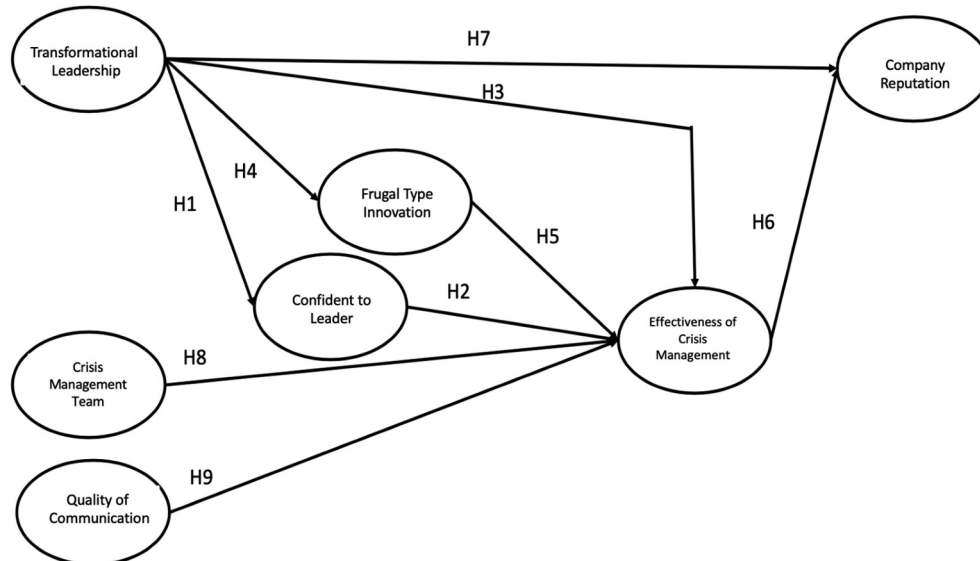 H7
Transformational
Leadership
Company
Reputation
H3
H4
H1
Frugal Type
Innovation
H5
H6
Confident to
Leader
H2
Effectiveness of
Crisis
Management
H8
Crisis
Management
Team
H9
Quality of
Communication